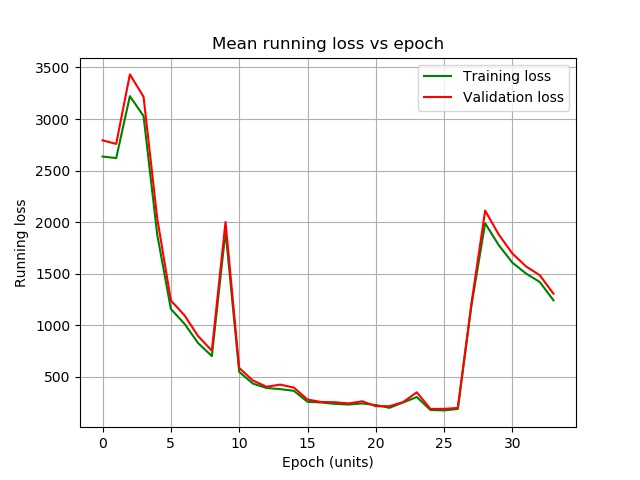 Mean running loss vs epoch
Training loss
Validation loss
3500
3000
2500
2000
1500
1000
500
Running loss
0 5 10 15 20 25 30
Epoch (units)